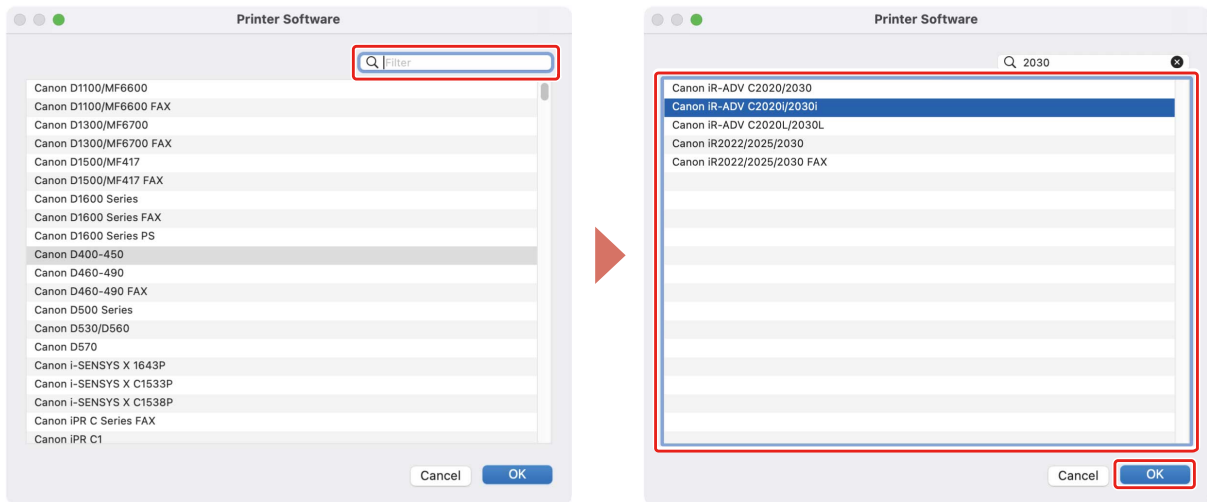 Printer Software
Filter
Canon D1100/MF6600
Canon D1100/MF6600 FAX
Canon D1300/MF6700
Canon D1300/MF6700 FAX
Canon D1500/MF417
Canon D1500/MF417 FAX
Canon D1600 Series
Canon D1600 Series FAX
Canon D1600 Series PS
Canon D400-450
Canon D460-490
Canon D460-490 FAX
Canon D500 Series
Canon D530/D560
Canon D570
Canon i-SENSYS X 1643P
Canon i-SENSYS X C1533P
Canon i-SENSYS X C1538P
Canon iPR C Series FAX
Canon iPR C1
Cancel OK
Printer Software
2030
Canon iR-ADV C2020/2030
Canon iR-ADV C2020i/2030i
Canon iR-ADV C2020L/2030L
Canon iR2022/2025/2030
Canon iR2022/2025/2030 FAX
Cancel OK